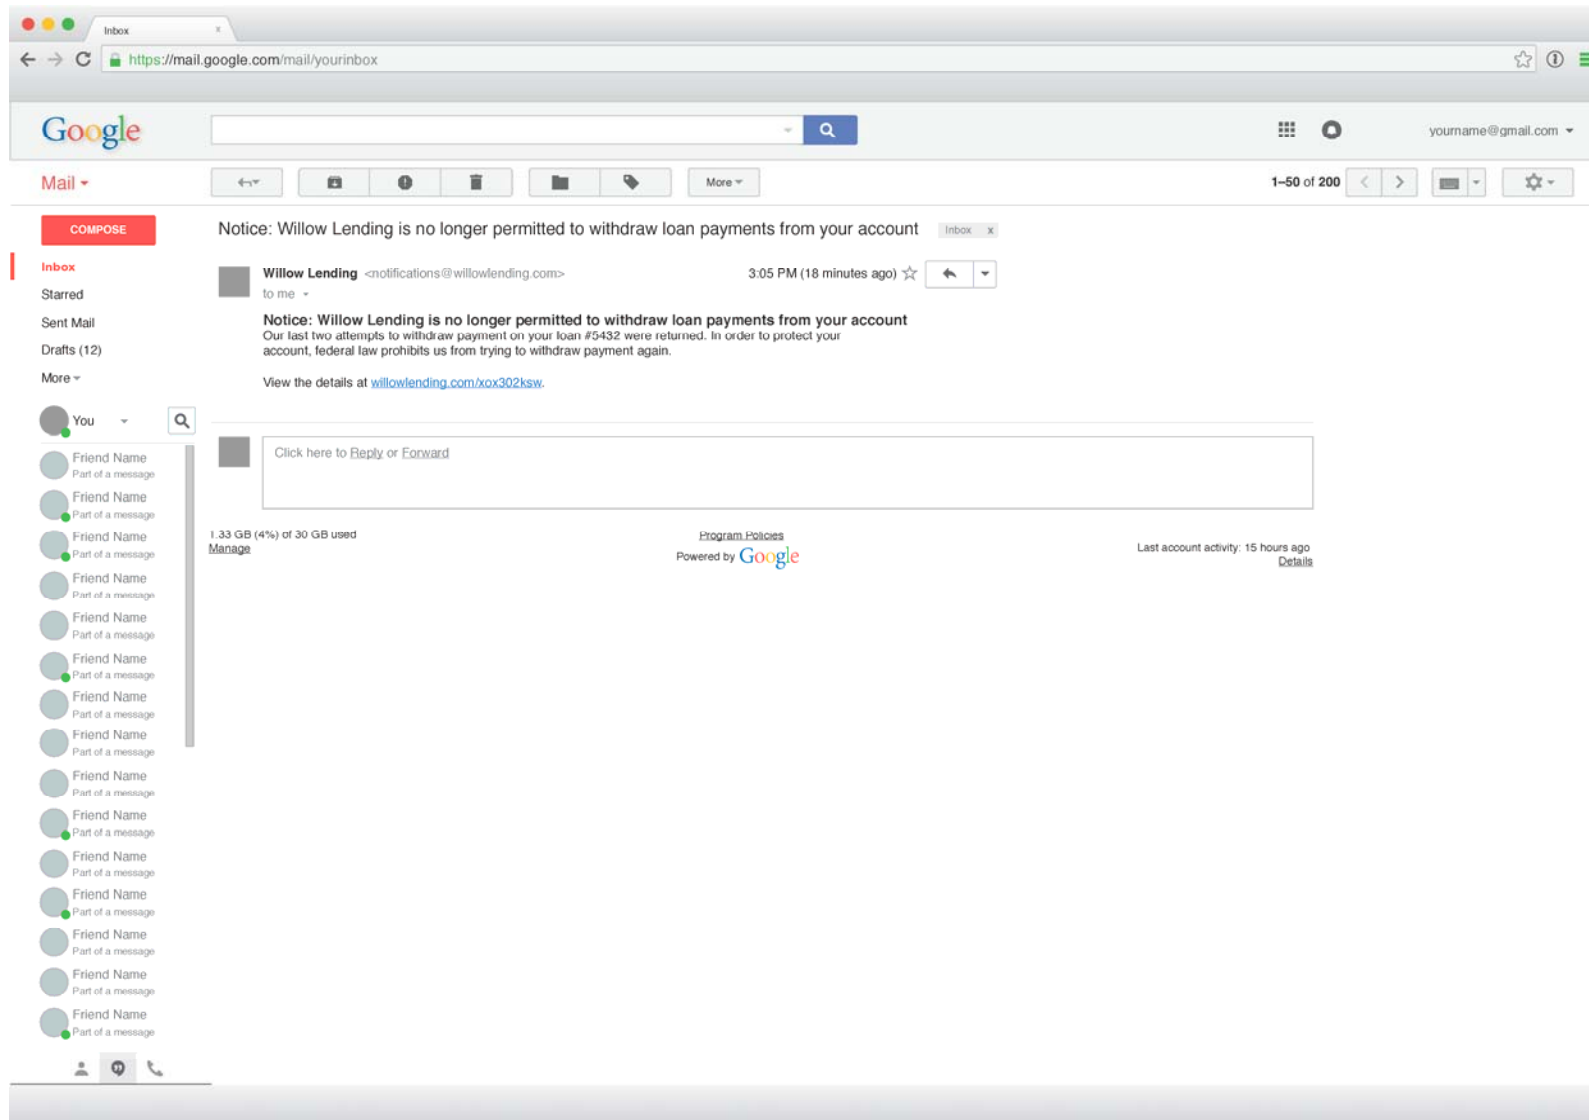 Inbox x
https://mail.google.com/mail/yourinbox
Google
yourname@gmail.com
Mail
More
1–50 of 200
COMPOSE
Notice: Willow Lending is no longer permitted to withdraw loan payments from your account Inbox x
Inbox
Willow Lending <notifications@willowlending.com> 3:05 PM (18 minutes ago)
Starred
to me
Sent Mail
Notice: Willow Lending is no longer permitted to withdraw loan payments from your account
Our last two attempts to withdraw payment on your loan #5432 were returned. In order to protect your
Drafts (12)
account, federal law prohibits us from trying to withdraw payment again.
More
View the details at willowlending.com/xox302ksw.
You
Click here to Reply or Forward
Friend Name
Part of a message
Friend Name
Part of a message
Friend Name
Part of a message
Friend Name
Part of a message
Friend Name
Part of a message
Friend Name
Part of a message
Friend Name
Part of a message
Friend Name
Part of a message
Friend Name
Part of a message
Friend Name
Part of a message
Friend Name
Part of a message
Friend Name
Part of a message
Friend Name
Part of a message
Friend Name
Part of a message
Friend Name
Part of a message
1.33 GB (4%) of 30 GB used
Manage
Program Policies
Powered by Google
Last account activity: 15 hours ago
Details